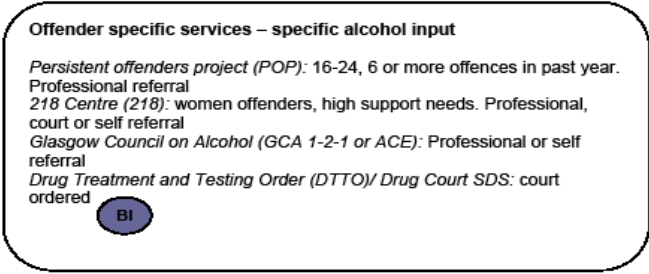 Offender specific services – specific alcohol input
Persistent offenders project (POP): 16-24, 6 or more offences in past year.
Professional referral
218 Centre (218): women offenders, high support needs. Professional,
court or self referral
Glasgow Council on Alcohol (GCA 1-2-1 or ACE): Professional or self
referral
Drug Treatment and Testing Order (DTTO)/ Drug Court SDS: court
ordered
BI